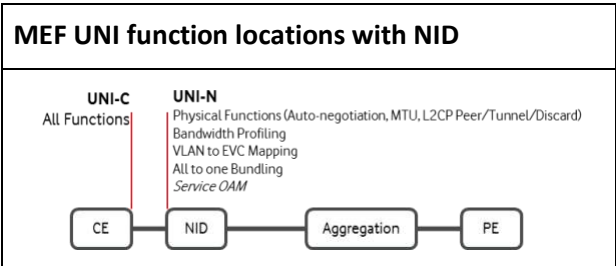 MEF UNI function locations with NID
UNI-C
All Functions
UNI-N
Physical Functions (Auto-negotiation, MTU, L2CP Peer/Tunnel/Discard)
Bandwidth Profiling
VLAN to EVC Mapping
All to one Bundling
Service OAM
CE
NID
Aggregation
PE